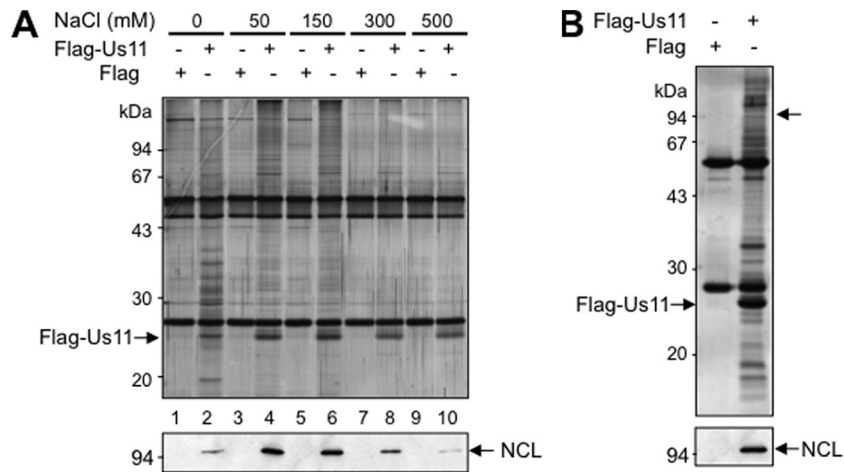 A
NaCl (mM) 0 50 150 300 500
Flag-Us11 - + - + - + - + - +
Flag + - + - + - + - + -
kDa
94
67
43
30
Flag-Us11
20
1 2 3 4 5 6 7 8 9 10
94 NCL
B
Flag-Us11 - +
Flag + -
kDa
94
67
43
30
Flag-Us11
20
94 NCL